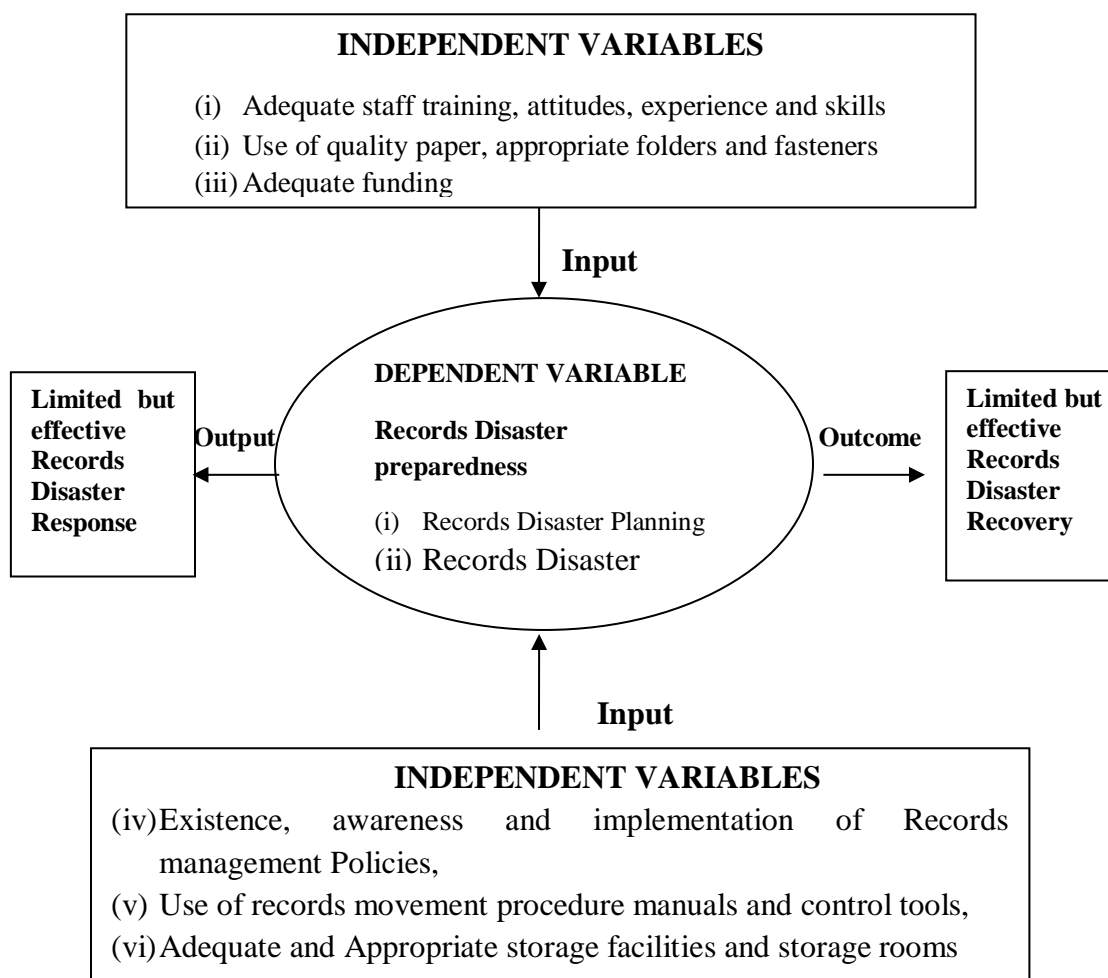 INDEPENDENT VARIABLES
(i) Adequate staff training, attitudes, experience and skills
(ii) Use of quality paper, appropriate folders and fasteners
(iii) Adequate funding
Input
Limited but
effective
Records
Disaster
Response
Output
DEPENDENT VARIABLE
Records Disaster
preparedness
(i) Records Disaster Planning
(ii) Records Disaster
Outcome
Limited but
effective
Records
Disaster
Recovery
Input
INDEPENDENT VARIABLES
(iv) Existence, awareness and implementation of Records
management Policies,
(v) Use of records movement procedure manuals and control tools,
(vi) Adequate and Appropriate storage facilities and storage rooms